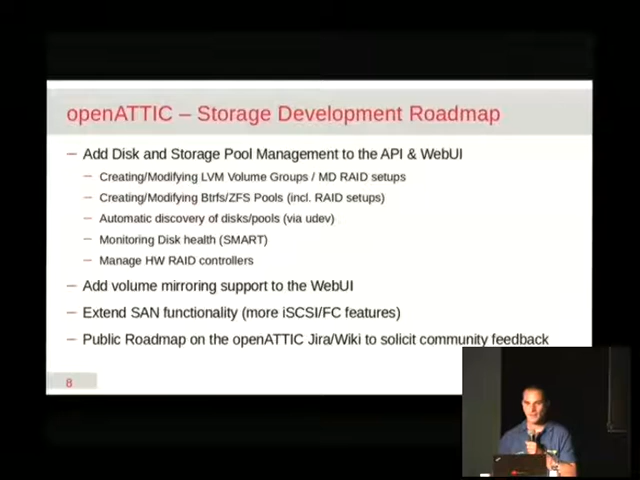 openATTIC – Storage Development Roadmap
– Add Disk and Storage Pool Management to the API & WebUI
– Creating/Modifying LVM Volume Groups / MD RAID setups
– Creating/Modifying Btrfs/ZFS Pools (incl. RAID setups)
– Automatic discovery of disks/pools (via udev)
– Monitoring Disk health (SMART)
– Manage HW RAID controllers
– Add volume mirroring support to the WebUI
– Extend SAN functionality (more iSCSI/FC features)
– Public Roadmap on the openATTIC Jira/Wiki to solicit community feedback
8